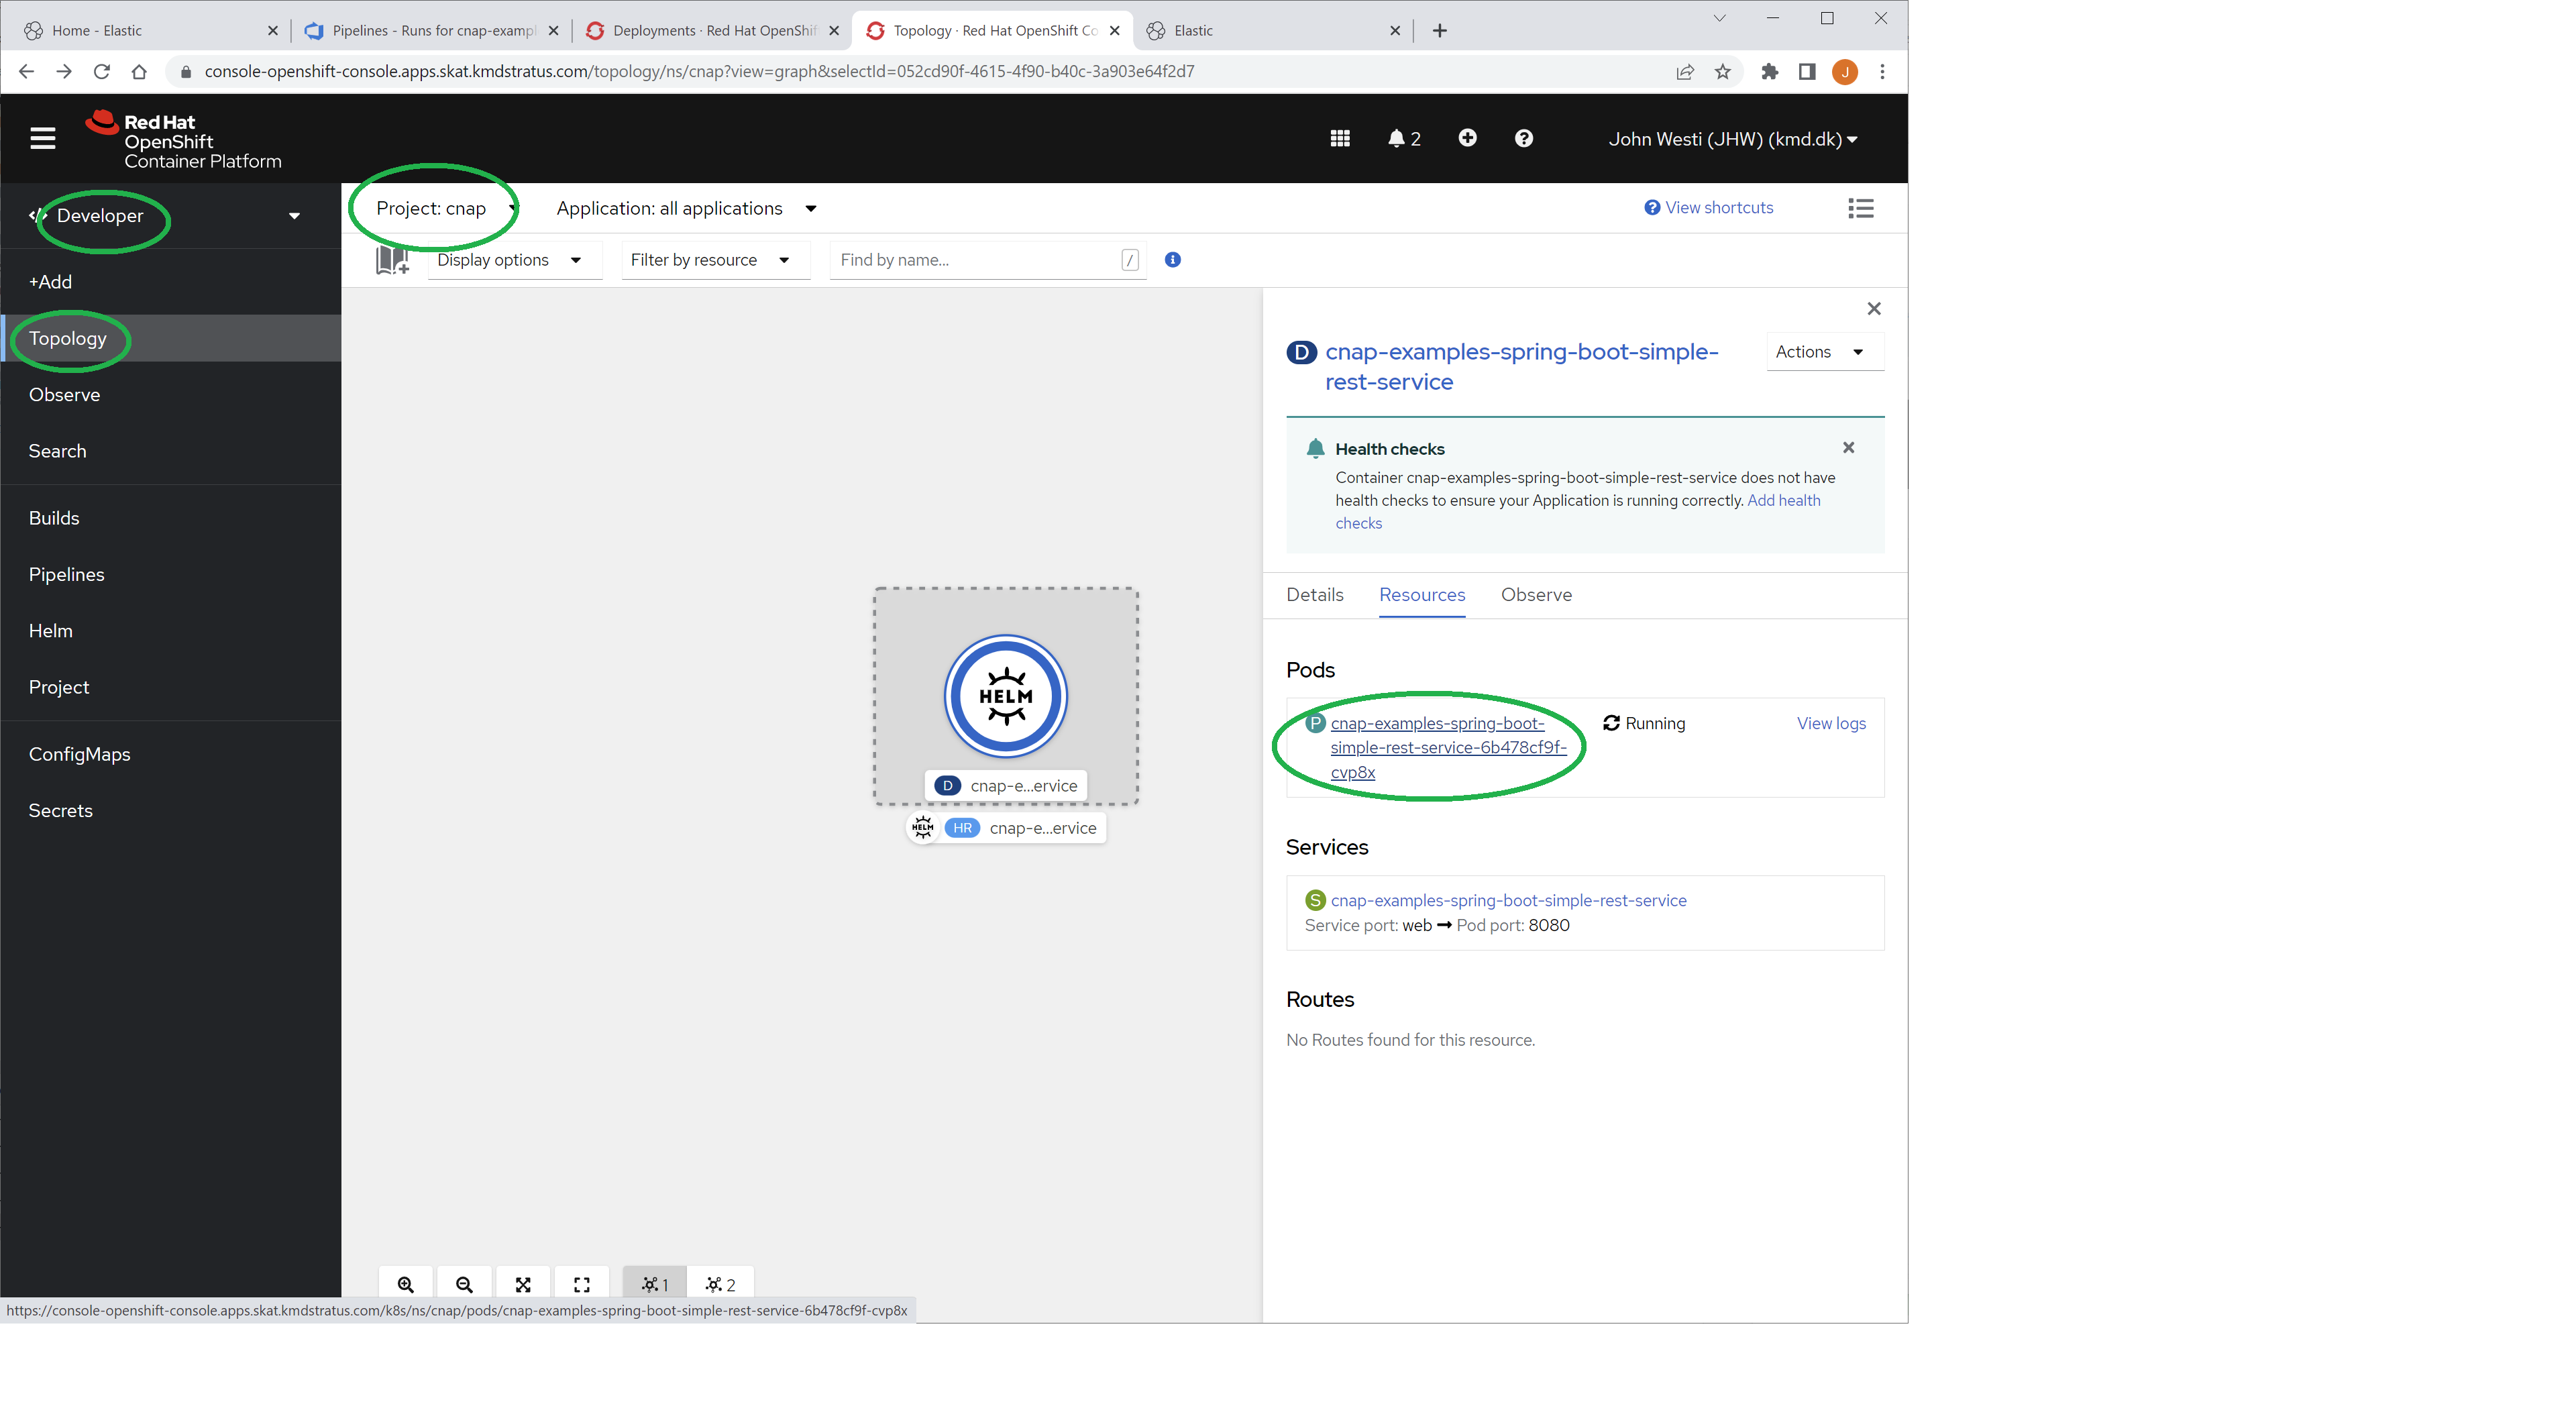 Home - Elastic
Pipelines - Runs for cnap-exampl
Deployments · Red Hat OpenShif
Topology · Red Hat OpenShift Co
Elastic
console-openshift-console.apps.skat.kmdstratus.com/topology/ns/cnap?view=graph&selectId=052cd90f-4615-4f90-b40c-3a903e64f2d7
J
Red Hat
OpenShift
Container Platform
2
John Westi (JHW) (kmd.dk)
Developer
+Add
Topology
Observe
Search
Builds
Pipelines
Helm
Project
ConfigMaps
Secrets
Project: cnap
Application: all applications
View shortcuts
Display options
Filter by resource
Find by name...
/
HELM
D cnap-e...ervice
HELM HR cnap-e...ervice
1
2
D cnap-examples-spring-boot-simple-
rest-service
Actions
Health checks
Container cnap-examples-spring-boot-simple-rest-service does not have
health checks to ensure your Application is running correctly. Add health
checks
Details
Resources
Observe
Pods
P cnap-examples-spring-boot-
simple-rest-service-6b478cf9f-
cvp8x
Running
View logs
Services
S cnap-examples-spring-boot-simple-rest-service
Service port: web ➞ Pod port: 8080
Routes
No Routes found for this resource.
https://console-openshift-console.apps.skat.kmdstratus.com/k8s/ns/cnap/pods/cnap-examples-spring-boot-simple-rest-service-6b478cf9f-cvp8x